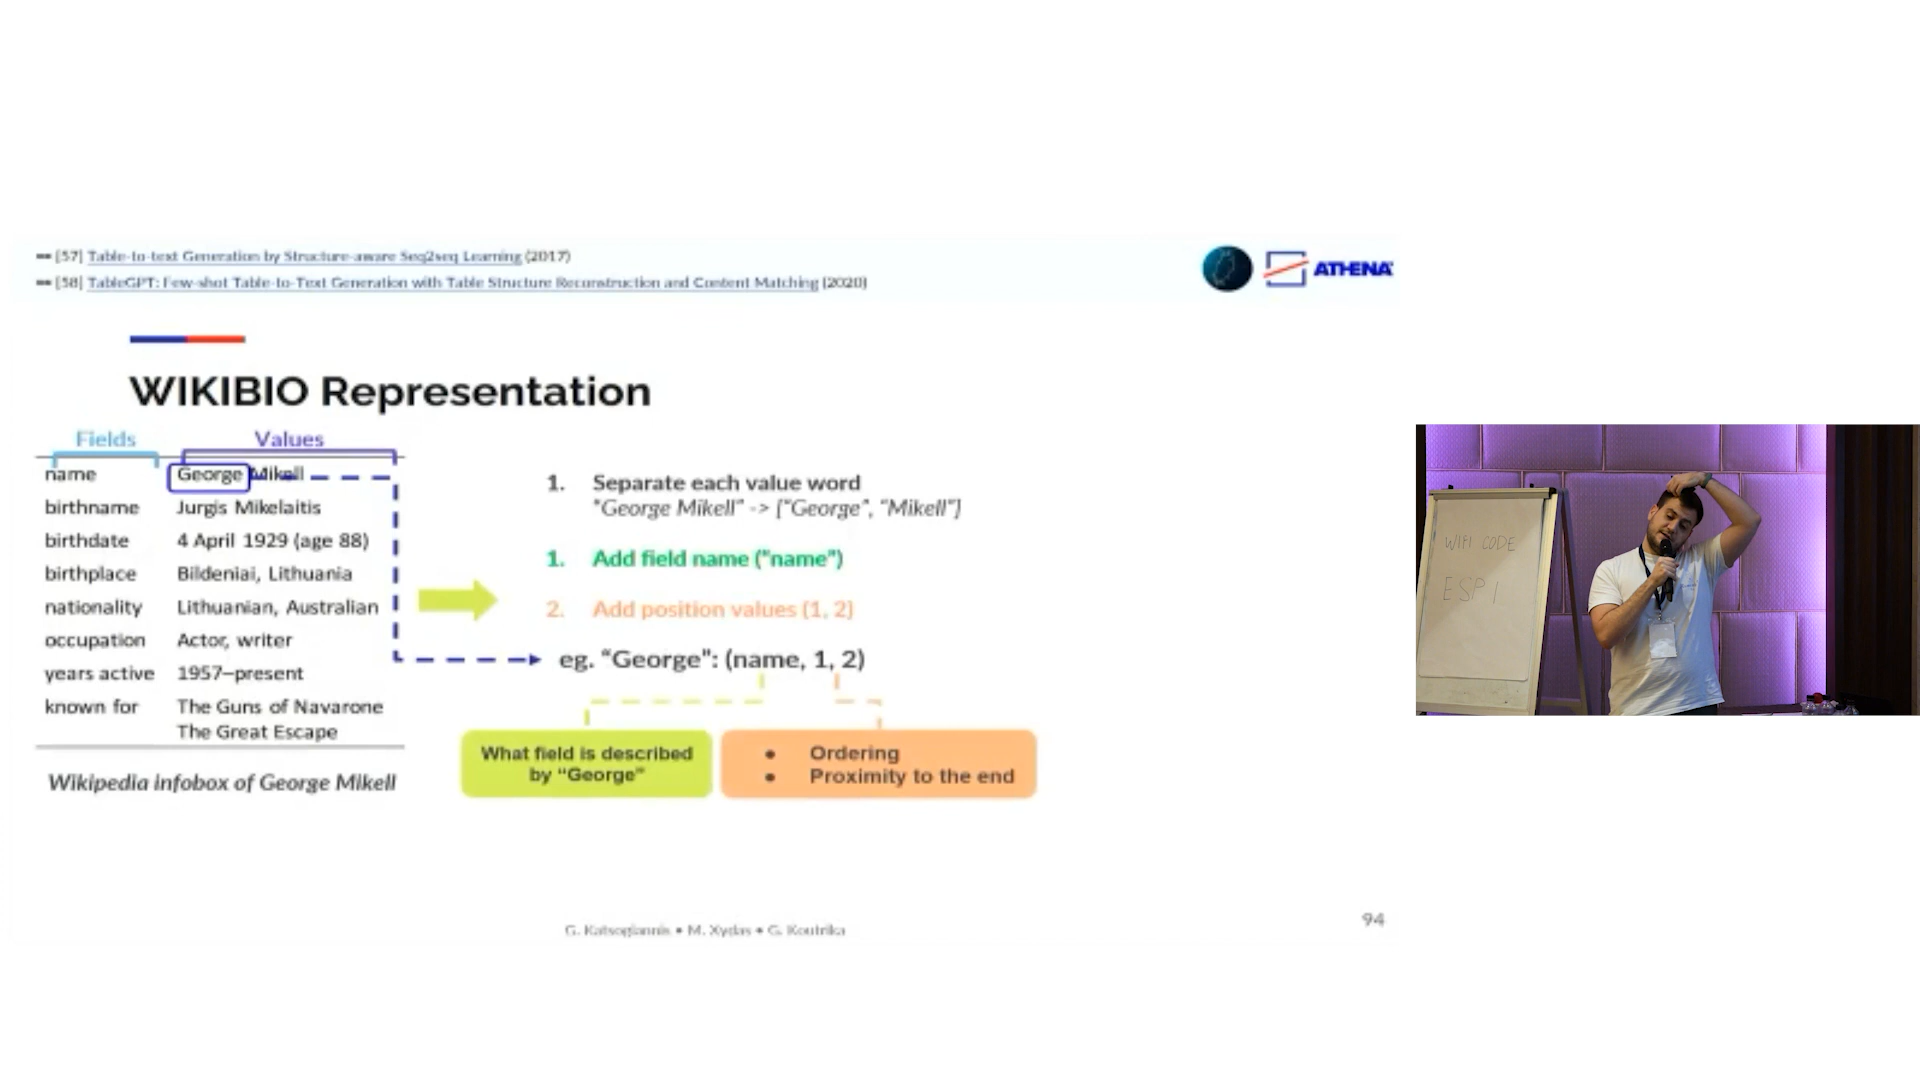 [57] Table-to-text Generation by Structure-aware Seq2seq Learning (2017)
[58] TableGPT: Few-shot Table-to-Text Generation with Table Structure Reconstruction and Content Matching (2020)
ATHENA
WIKIBIO Representation
Fields Values
name George Mikell
birthname Jurgis Mikelaitis
birthdate 4 April 1929 (age 88)
birthplace Bildeniai, Lithuania
nationality Lithuanian, Australian
occupation Actor, writer
years active 1957–present
known for The Guns of Navarone
The Great Escape
Wikipedia infobox of George Mikell
1. Separate each value word
"George Mikell" -> ["George", "Mikell"]
1. Add field name ("name")
2. Add position values (1, 2)
eg. "George": (name, 1, 2)
What field is described
by "George"
● Ordering
● Proximity to the end
G. Katsogiannis • M. Xydas • G. Koutrika
94
WIFI CODE
ESP1